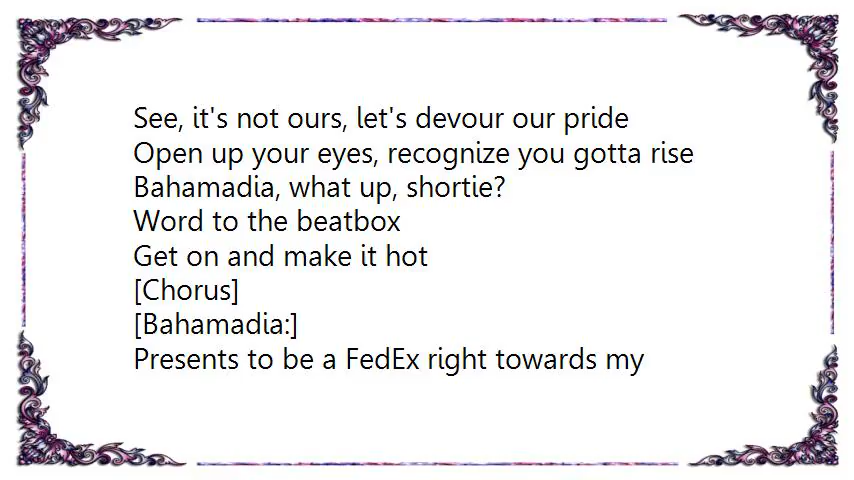 See, it's not ours, let's devour our pride
Open up your eyes, recognize you gotta rise
Bahamadia, what up, shortie?
Word to the beatbox
Get on and make it hot
[Chorus]
[Bahamadia:]
Presents to be a FedEx right towards my